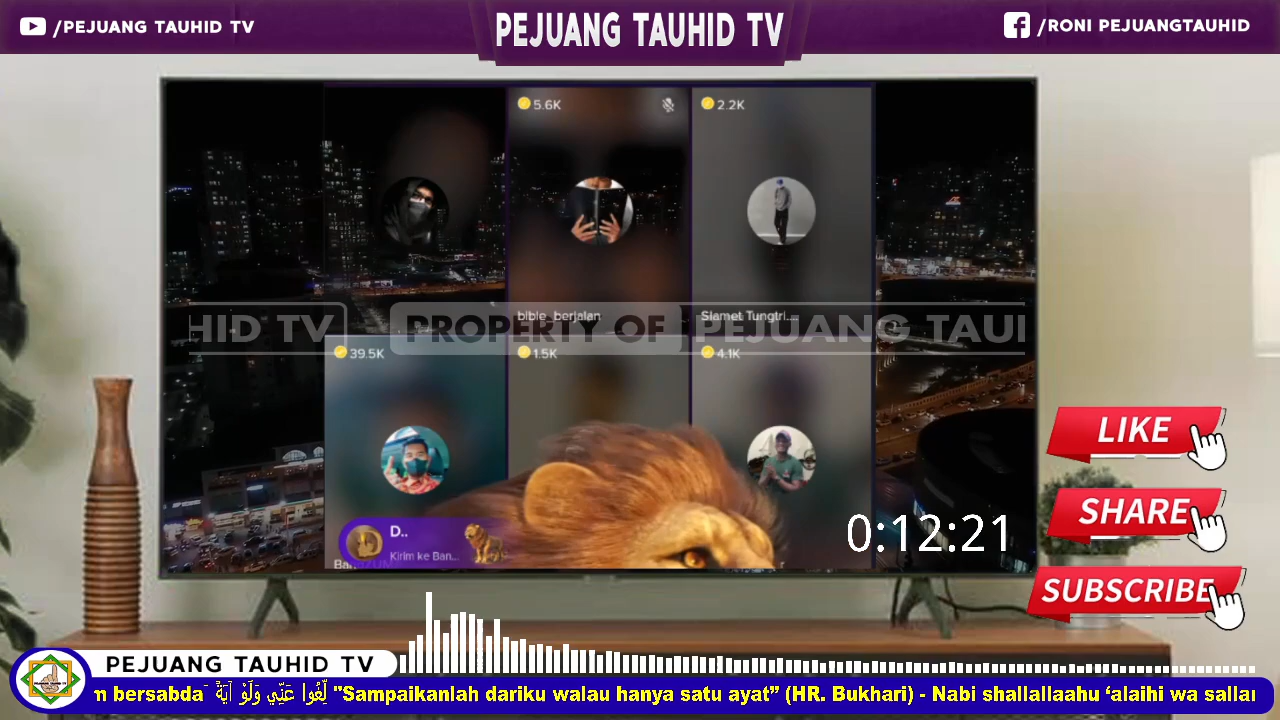 /PEJUANG TAUHID TV
PEJUANG TAUHID TV
/RONI PEJUANGTAUHID
5.6K
2.2K
bible_berjalan
Slamet Tungtri....
HID TV
PROPERTY OF
PEJUANG TAUH
39.5K
1.5K
4.1K
D..
Kirim ke Ban...
0:12:21
LIKE
SHARE
SUBSCRIBE
PEJUANG TAUHID TV
m bersabda لِّغُوا عَنِّي وَلَوْ آيَةً "Sampaikanlah dariku walau hanya satu ayat” (HR. Bukhari) - Nabi shallallaahu ‘alaihi wa sallar